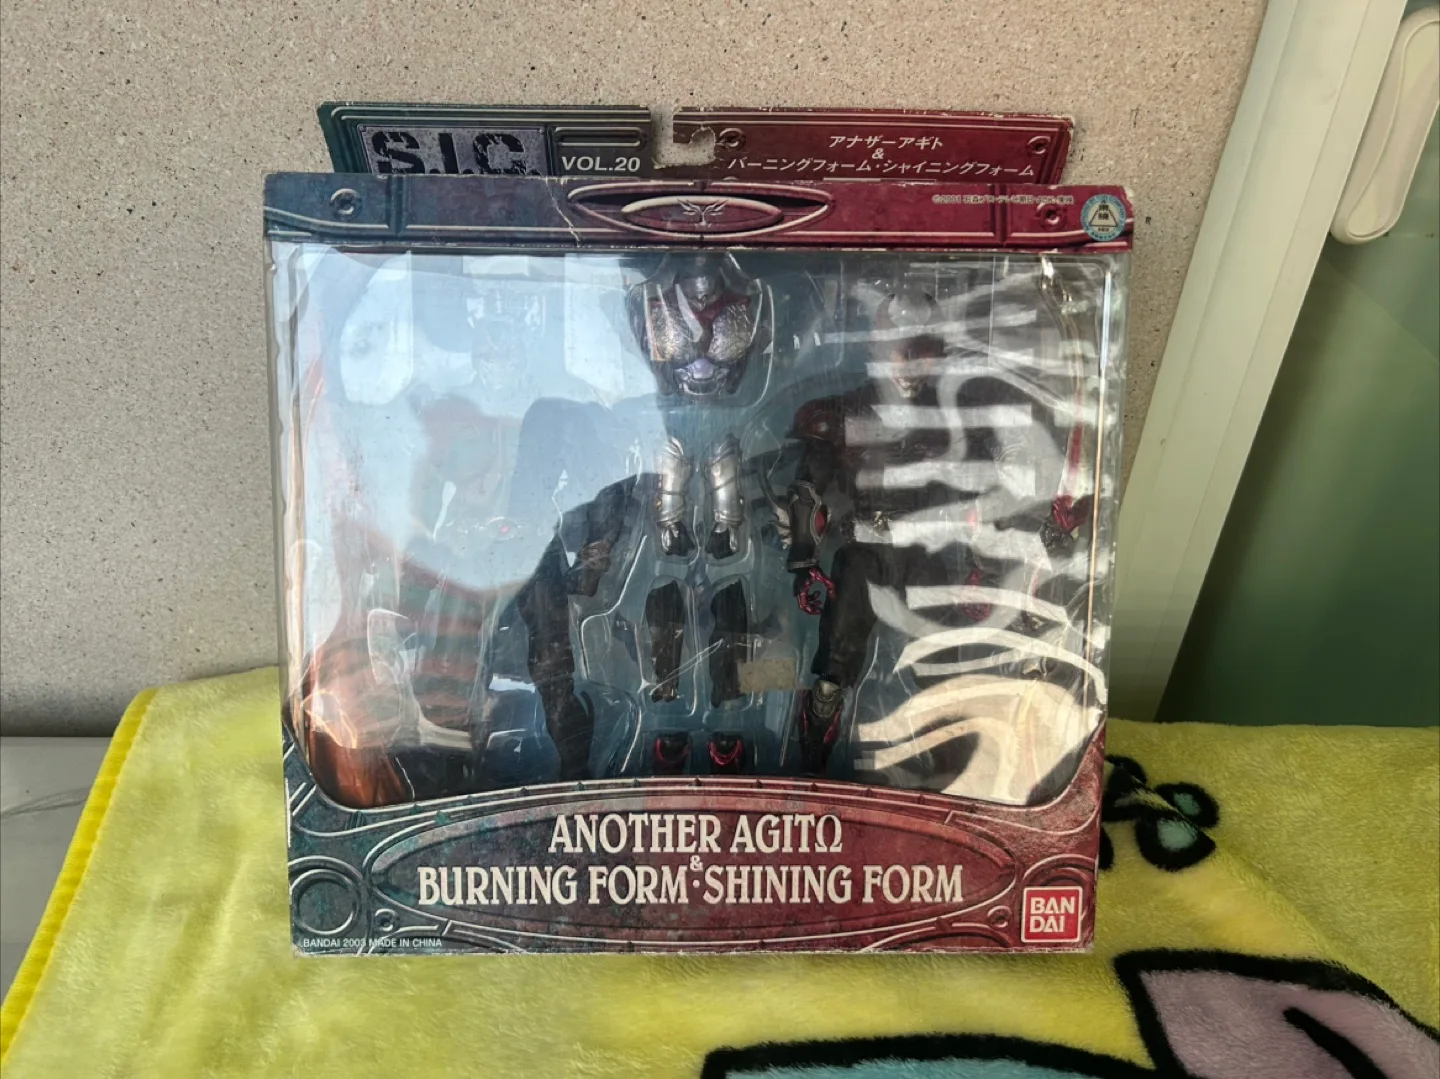 S.I.C.
VOL.20
アナザーアギト
&
バーニングフォーム・シャイニングフォーム
ANOTHER AGITΩ
&
BURNING FORM・SHINING FORM
BAN
DAI
BANDAI 2003 MADE IN CHINA